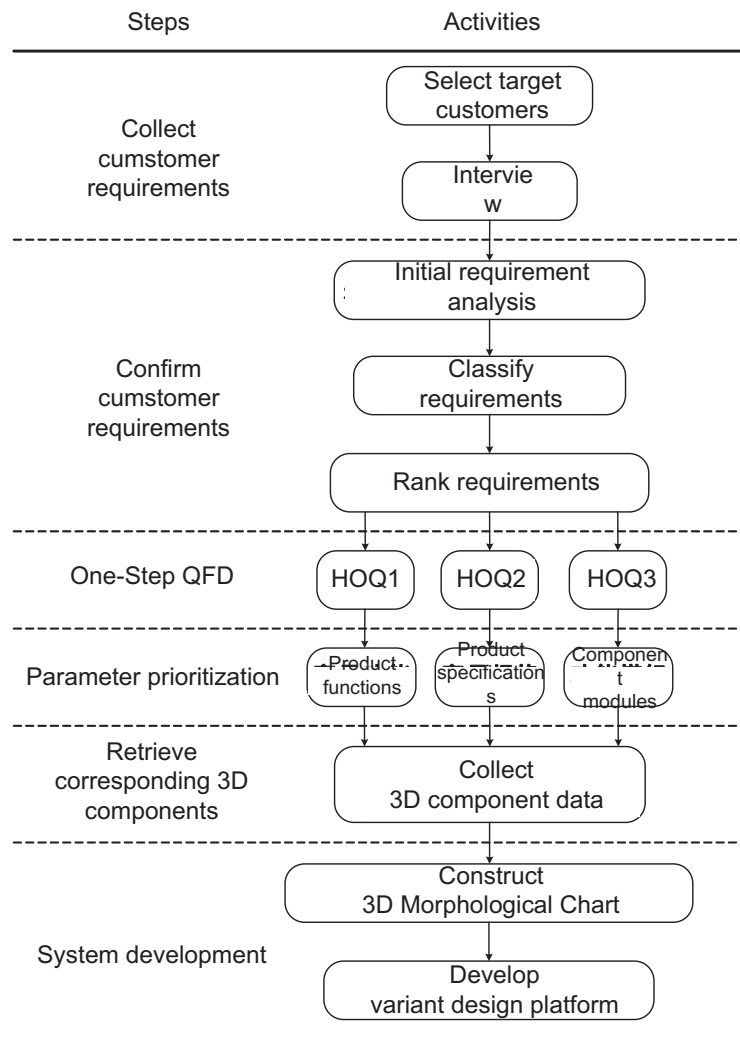 Steps
Activities
Select target
customers
Collect
cumstomer
requirements
Intervie
w
Initial requirement
analysis
Confirm
cumstomer
requirements
Classify
requirements
Rank requirements
One-Step QFD
HOQ1
HOQ2
HOQ3
Parameter prioritization
Product
functions
Product
specification
s
Componen
t
modules
Retrieve
corresponding 3D
components
Collect
3D component data
System development
Construct
3D Morphological Chart
Develop
variant design platform